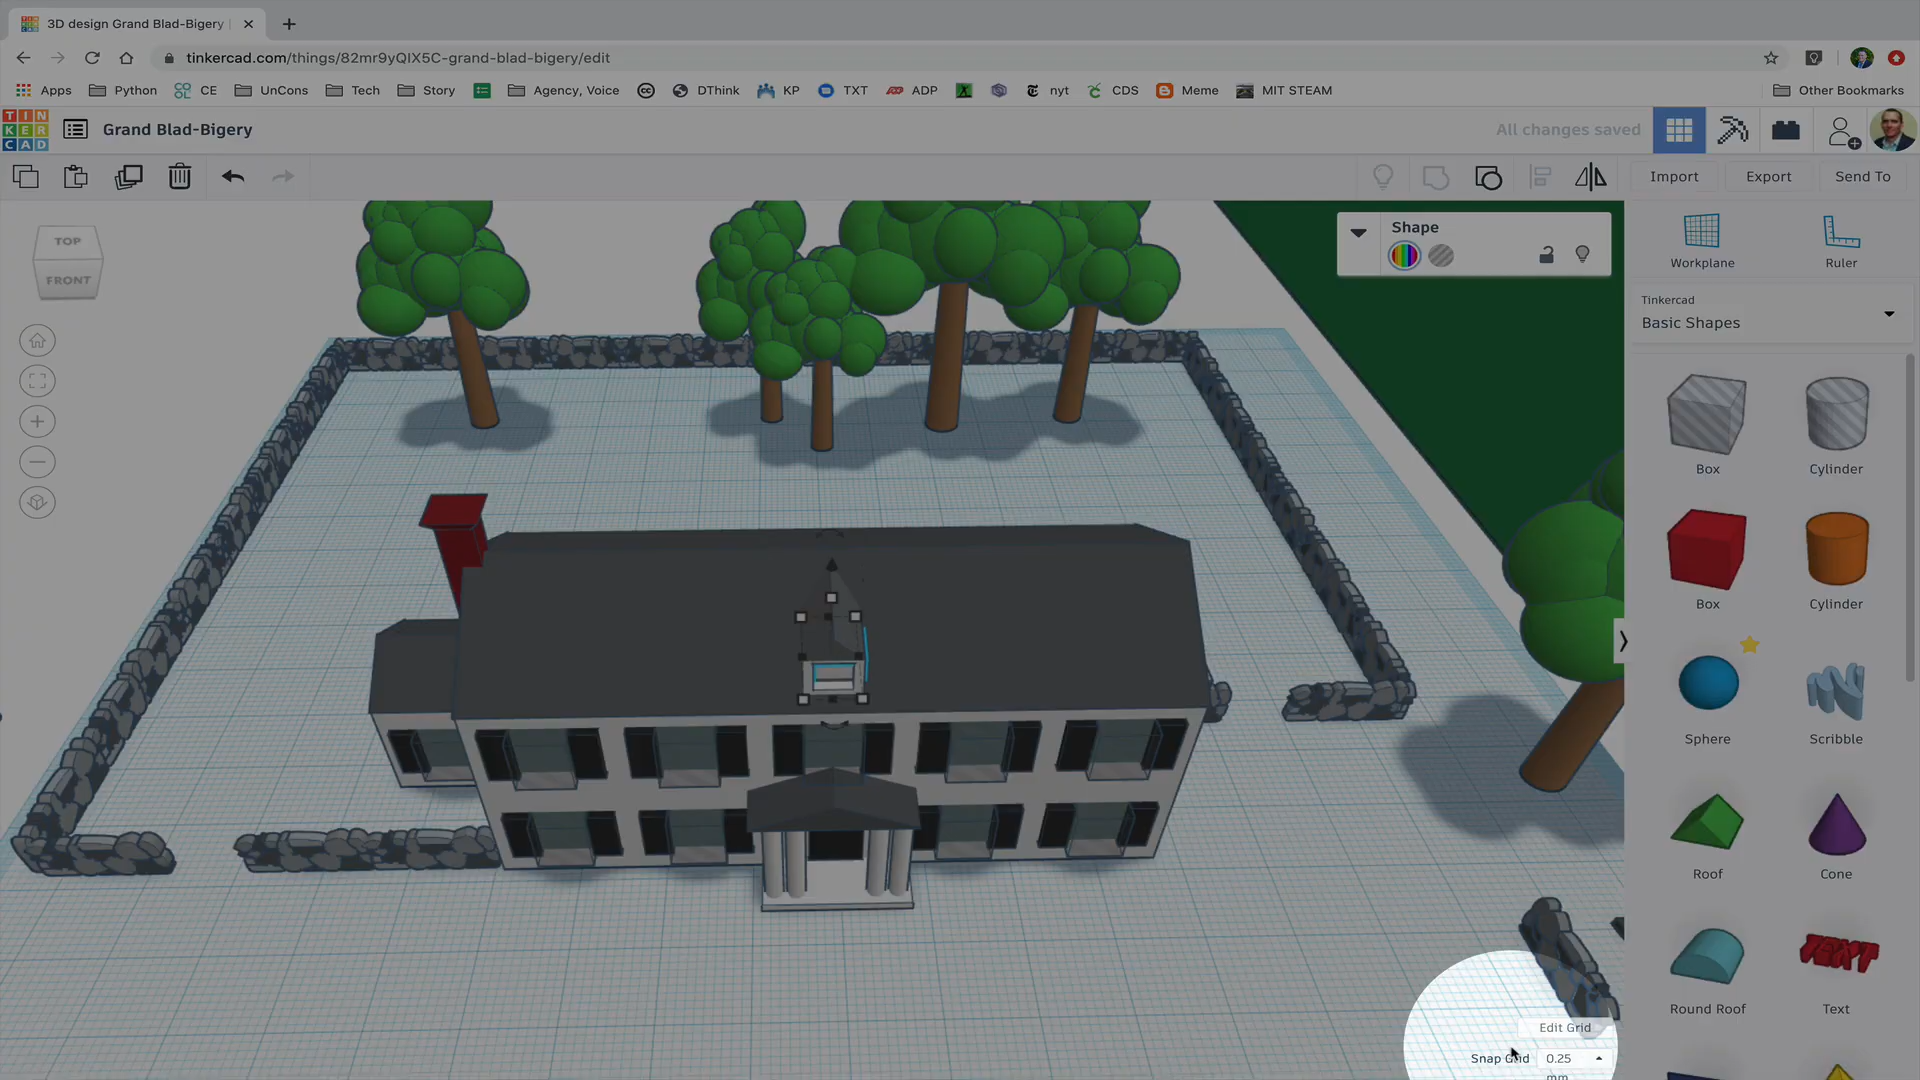 3D design Grand Blad-Bigery |
tinkercad.com/things/82mr9yQIX5C-grand-blad-bigery/edit
Apps Python CE UnCons Tech Story Agency, Voice DThink KP TXT ADP nyt CDS Meme MIT STEAM Other Bookmarks
TIN
KER
CAD
Grand Blad-Bigery
All changes saved
Import Export Send To
TOP
FRONT
Shape
Workplane Ruler
Tinkercad
Basic Shapes
Box Cylinder
Box Cylinder
Sphere Scribble
Roof Cone
TEXT
Round Roof Text
Edit Grid
Snap Grid 0.25
mm